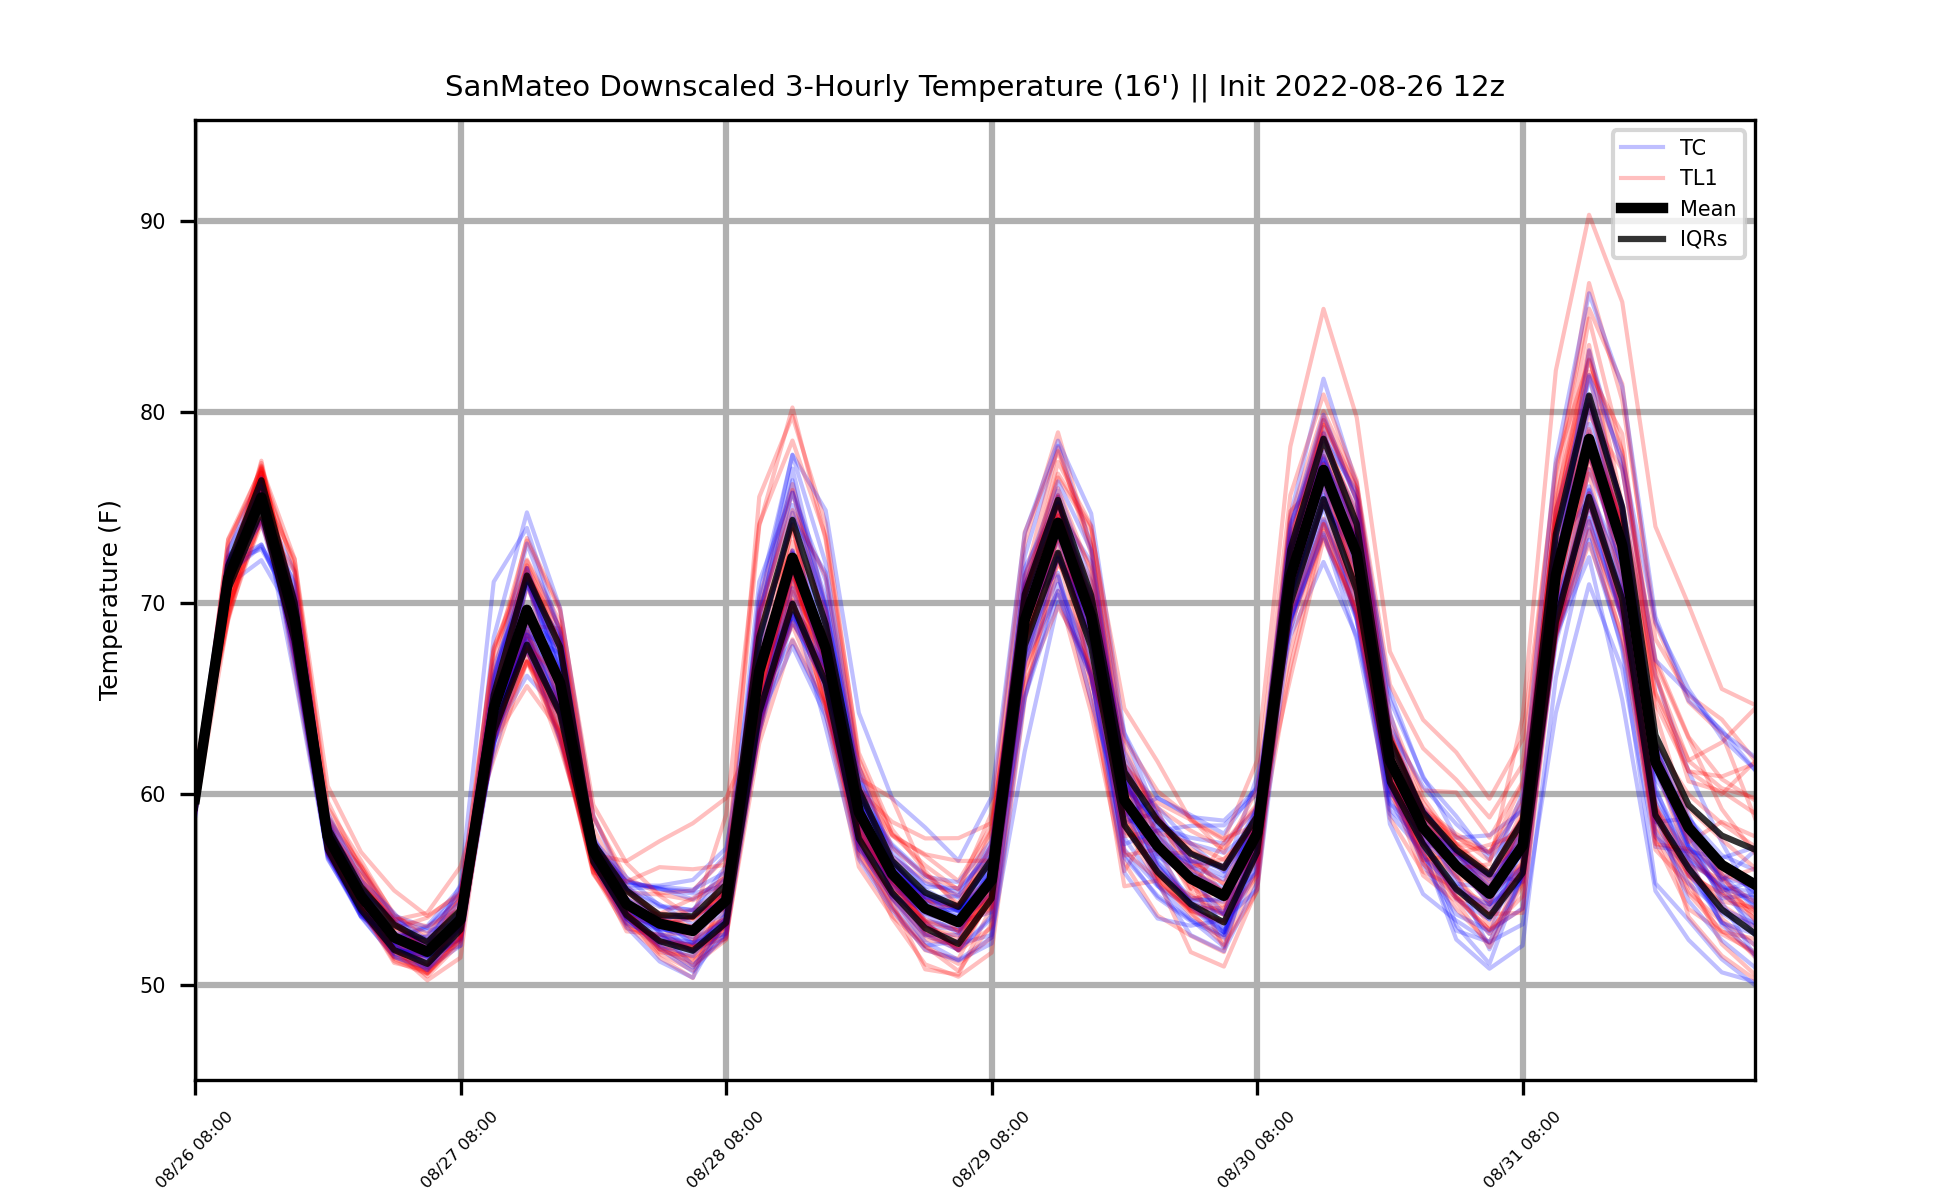 SanMateo Downscaled 3-Hourly Temperature (16') || Init 2022-08-26 12z
TC
TL1
Mean
IQRs
Temperature (F)
90
80
70
60
50
08/26 08:00
08/27 08:00
08/28 08:00
08/29 08:00
08/30 08:00
08/31 08:00